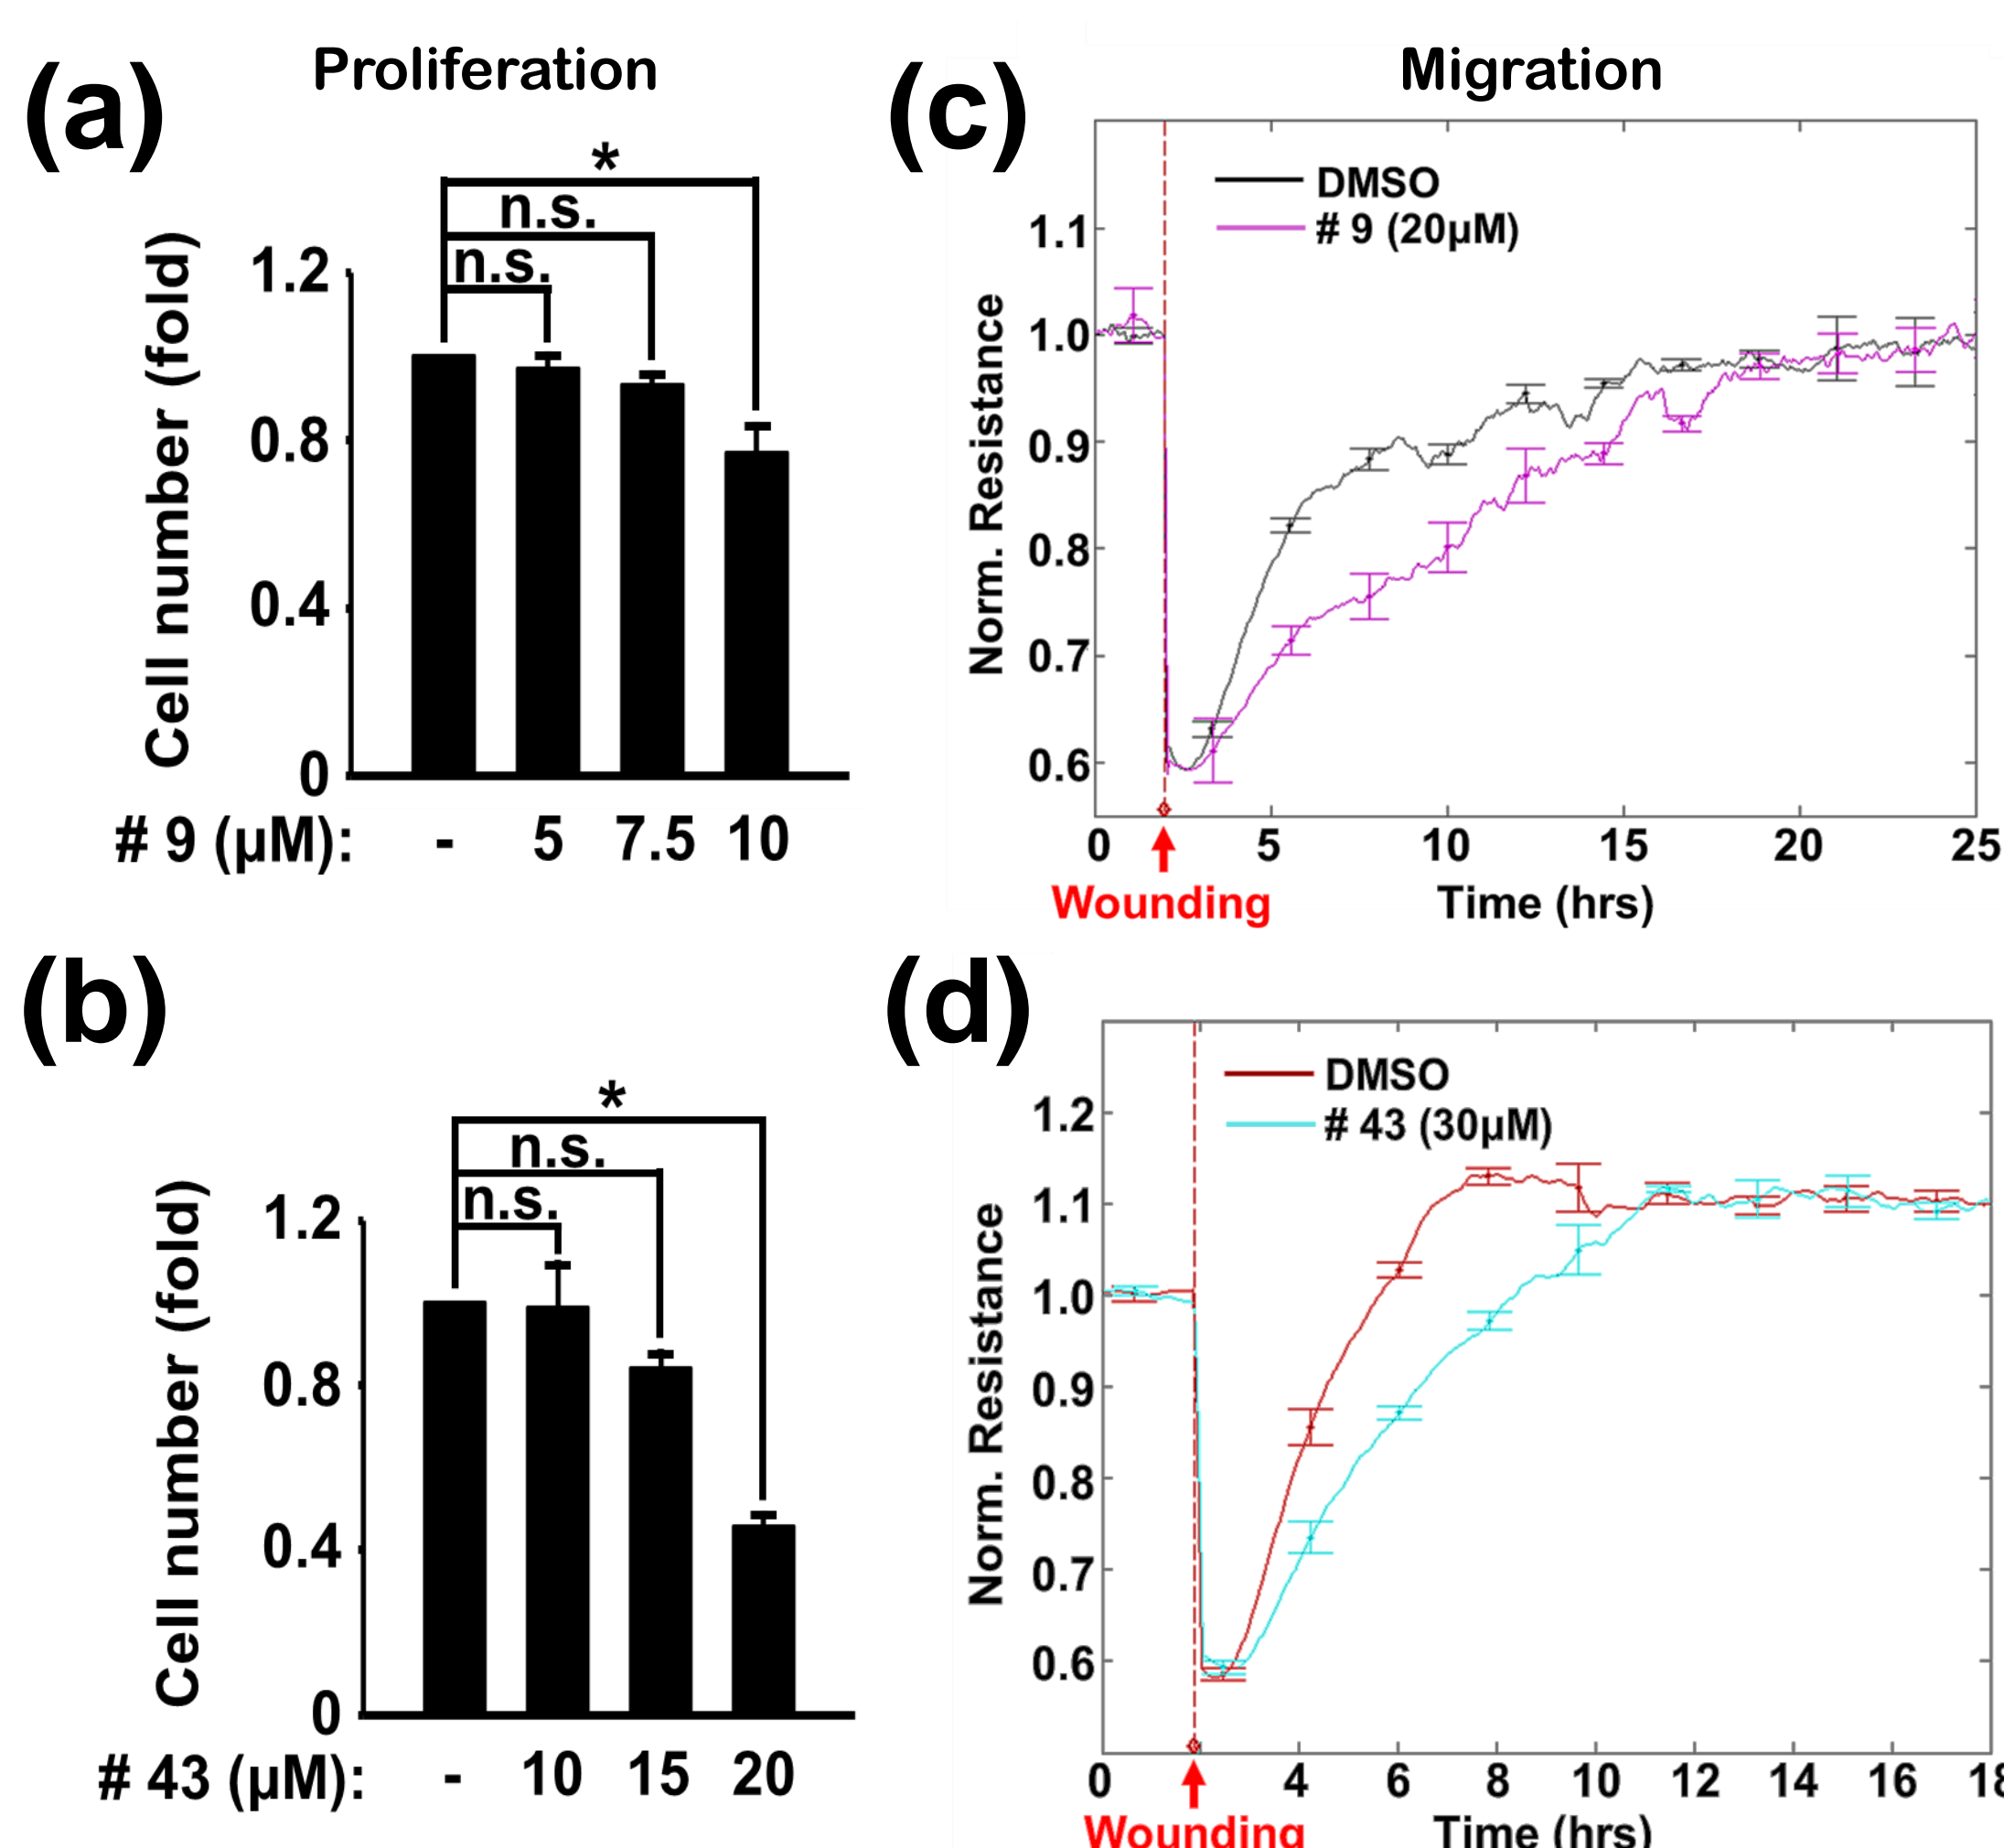 (a)
Proliferation
*
n.s.
n.s.
Cell number (fold)
1.2
0.8
0.4
0
# 9 (µM): - 5 7.5 10
(c)
Migration
DMSO
# 9 (20µM)
Norm. Resistance
1.1
1.0
0.9
0.8
0.7
0.6
0 5 10 15 20 25
Wounding
Time (hrs)
(b)
*
n.s.
n.s.
Cell number (fold)
1.2
0.8
0.4
0
# 43 (µM): - 10 15 20
(d)
DMSO
# 43 (30µM)
Norm. Resistance
1.2
1.1
1.0
0.9
0.8
0.7
0.6
0 4 6 8 10 12 14 16 18
Wounding
Time (hrs)